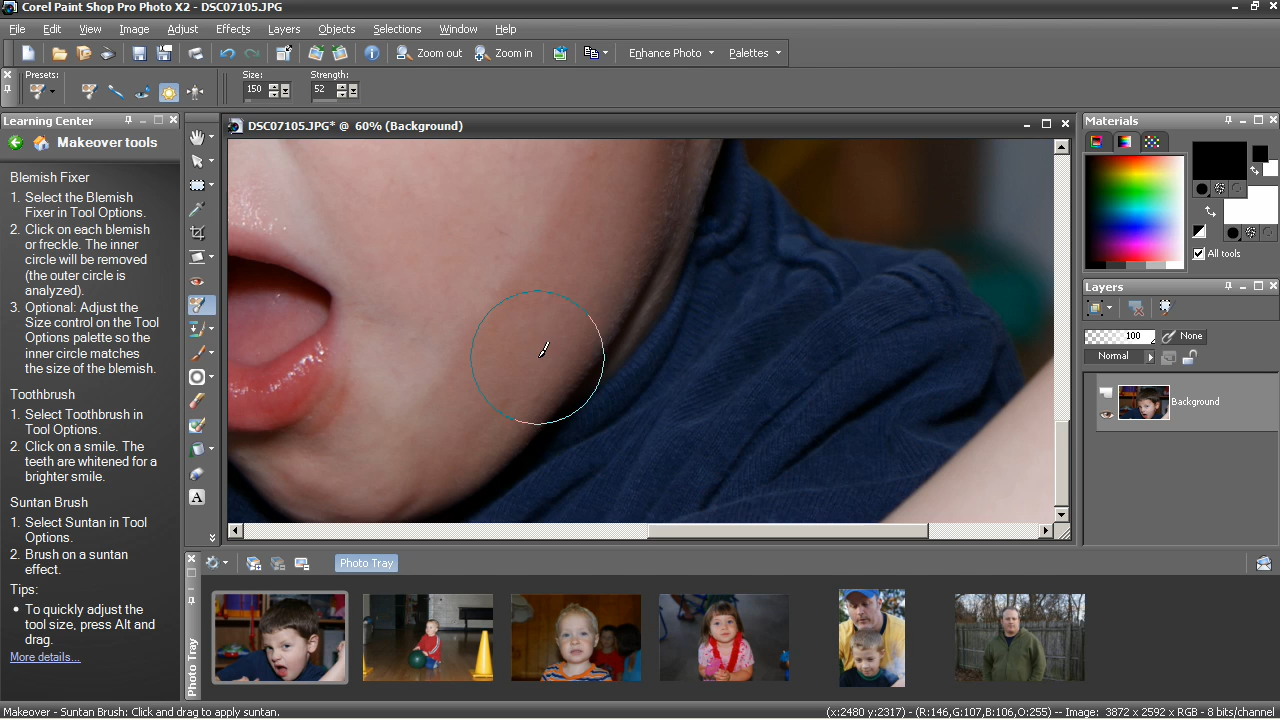 Corel Paint Shop Pro Photo X2 - DSC07105.JPG
File Edit View Image Adjust Effects Layers Objects Selections Window Help
Zoom out Zoom in Enhance Photo Palettes
Presets: Size: Strength:
150 52
Learning Center
Makeover tools
Blemish Fixer
1. Select the Blemish
Fixer in Tool Options.
2. Click on each blemish
or freckle. The inner
circle will be removed
(the outer circle is
analyzed).
3. Optional: Adjust the
Size control on the Tool
Options palette so the
inner circle matches
the size of the blemish.
Toothbrush
1. Select Toothbrush in
Tool Options.
2. Click on a smile. The
teeth are whitened for a
brighter smile.
Suntan Brush
1. Select Suntan in Tool
Options.
2. Brush on a suntan
effect.
Tips:
• To quickly adjust the
tool size, press Alt and
drag.
More details...
A
DSC07105.JPG* @ 60% (Background)
Materials
All tools
Layers
100 None
Normal
Background
Photo Tray
Photo Tray
Makeover - Suntan Brush: Click and drag to apply suntan.
(x:2480 y:2317) - (R:146,G:107,B:106,O:255) -- Image: 3872 x 2592 x RGB - 8 bits/channel